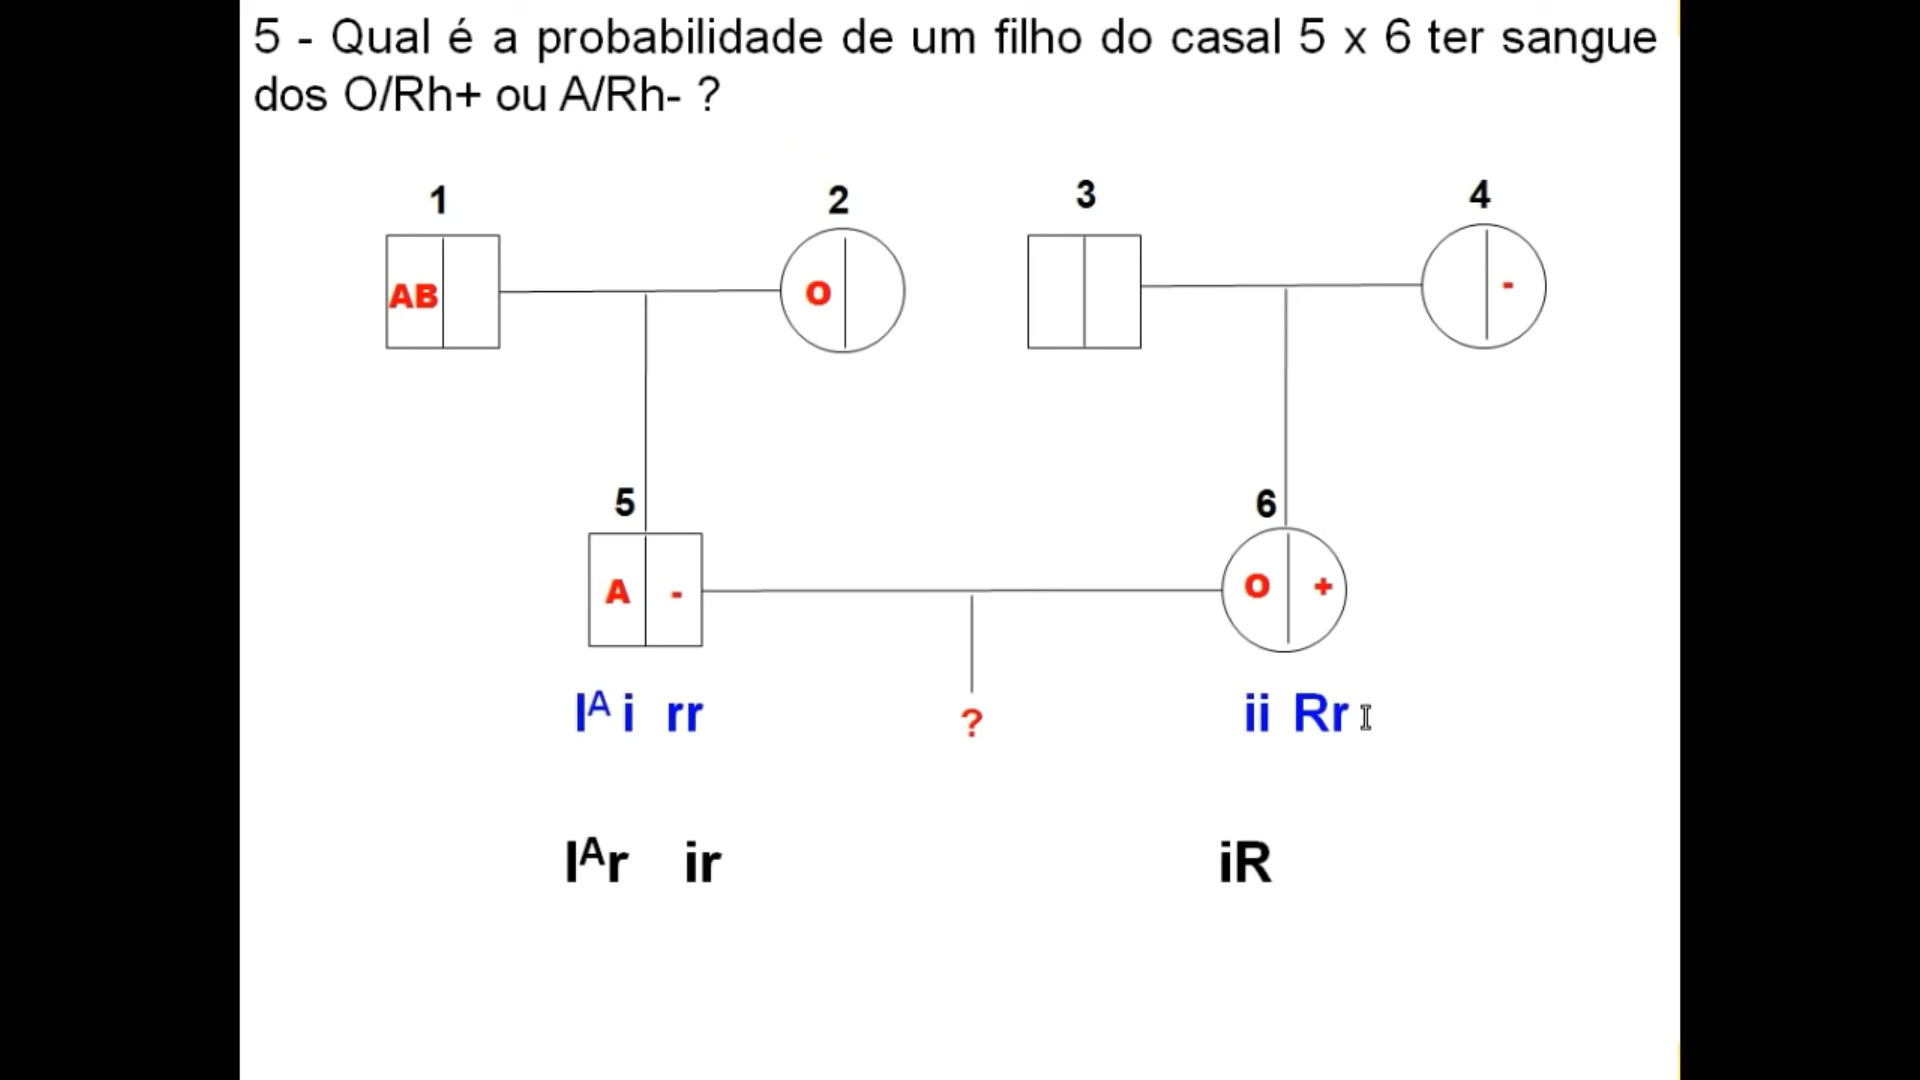 5 - Qual é a probabilidade de um filho do casal 5 x 6 ter sangue
dos O/Rh+ ou A/Rh- ?
1
2
3
4
AB
O
-
5
6
A -
O +
Iᴬ i rr
?
ii Rr
Iᴬr ir
iR